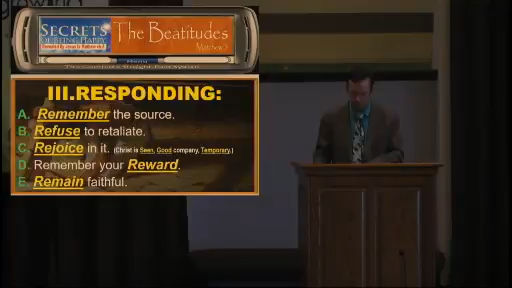 SECRETS
OF BEING HAPPY
The Beatitudes
Matthew 5
III.RESPONDING:
A. Remember the source.
B. Refuse to retaliate.
C. Rejoice in it. (Christ is Seen, Good company, Temporary.)
D. Remember your Reward.
E. Remain faithful.